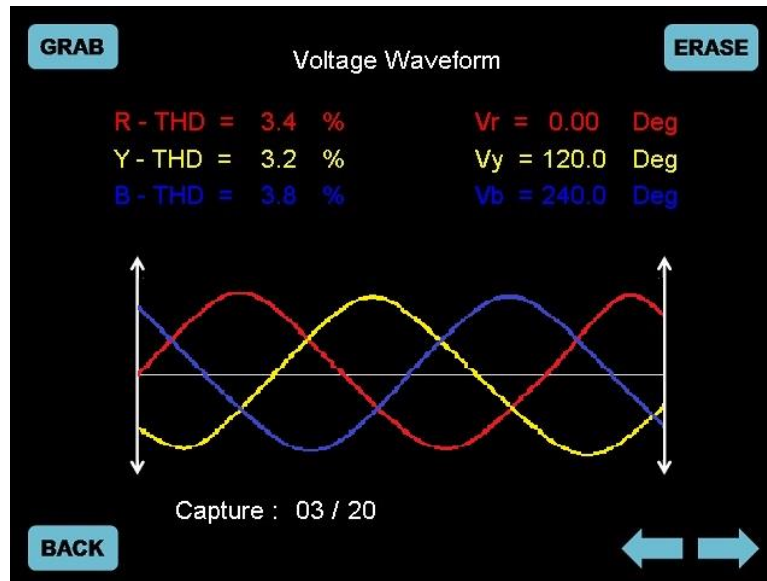 GRAB
ERASE
Voltage Waveform
R - THD = 3.4 % Vr = 0.00 Deg
Y - THD = 3.2 % Vy = 120.0 Deg
B - THD = 3.8 % Vb = 240.0 Deg
Capture : 03 / 20
BACK